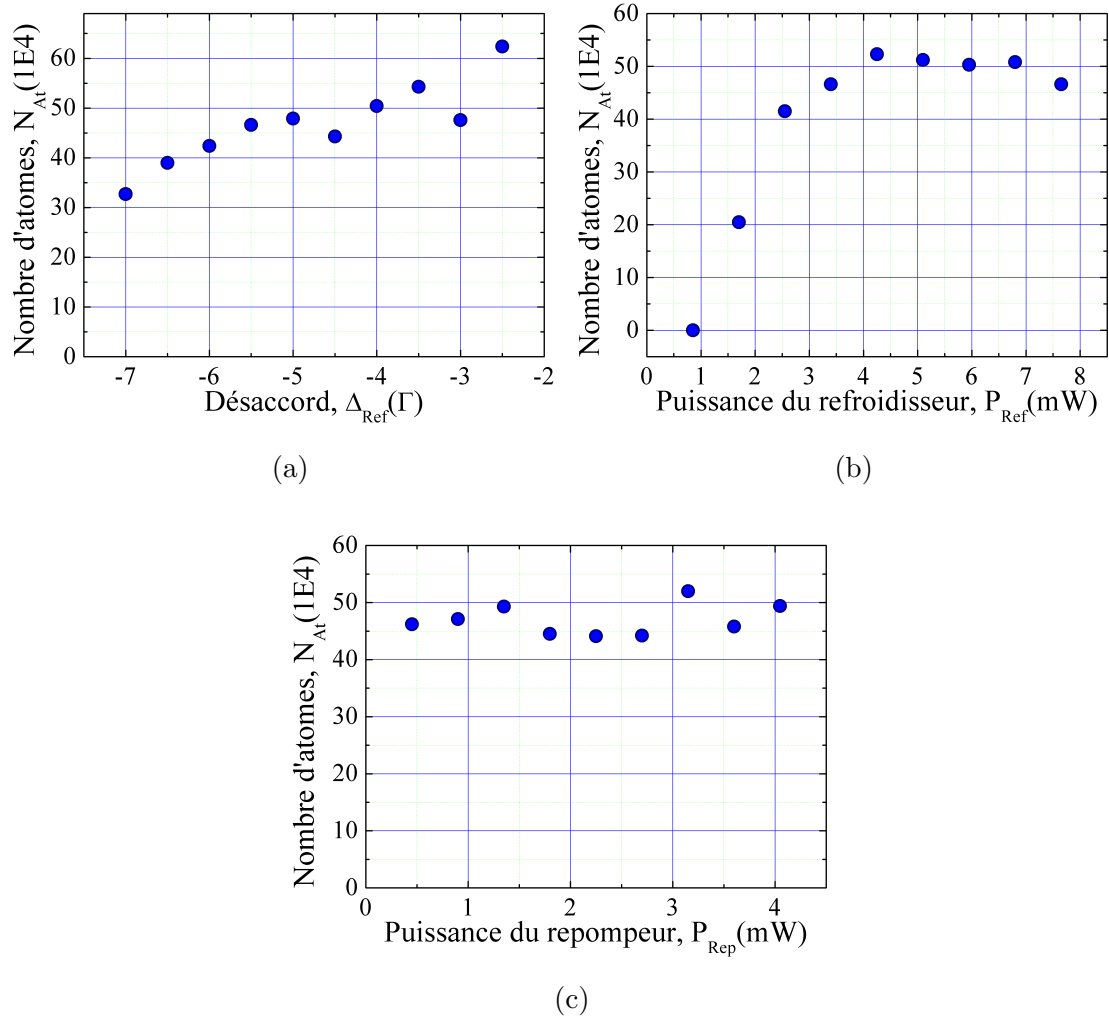 60
50
40
30
20
10
0
-7 -6 -5 -4 -3 -2
Nombre d'atomes, N_At(1E4)
Désaccord, Δ_Ref(Γ)
(a)
60
50
40
30
20
10
0
0 1 2 3 4 5 6 7 8
Nombre d'atomes, N_At(1E4)
Puissance du refroidisseur, P_Ref(mW)
(b)
60
50
40
30
20
10
0
0 1 2 3 4
Nombre d'atomes, N_At(1E4)
Puissance du repompeur, P_Rep(mW)
(c)